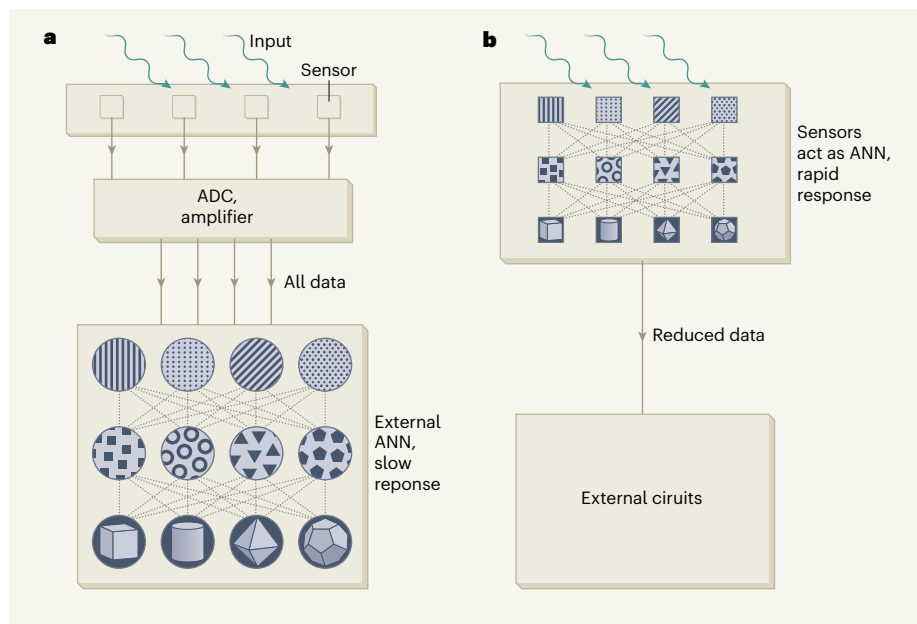 a
Input
Sensor
ADC,
amplifier
All data
External
ANN,
slow
reponse
b
Sensors
act as ANN,
rapid
response
Reduced data
External ciruits